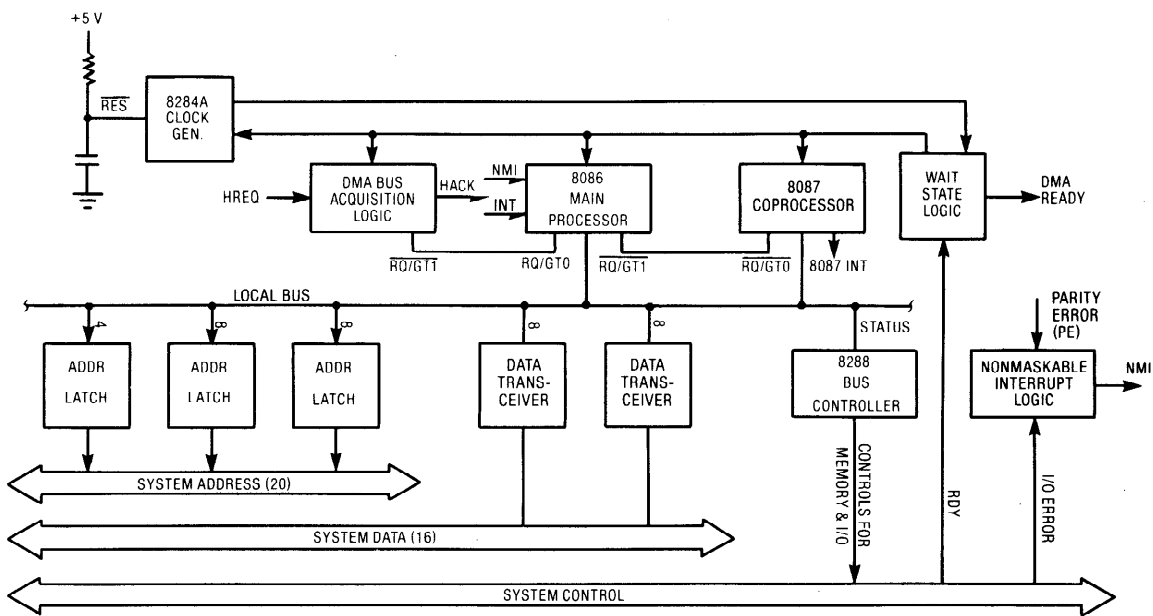 +5 V
RES
8284A
CLOCK
GEN.
HREQ
DMA BUS
ACQUISITION
LOGIC
HACK
NMI
INT
8086
MAIN
PROCESSOR
8087
COPROCESSOR
WAIT
STATE
LOGIC
DMA
READY
RQ/GT1
RQ/GT0
RQ/GT1
RQ/GT0
8087 INT
LOCAL BUS
4
8
8
8
8
STATUS
PARITY
ERROR
(PE)
ADDR
LATCH
ADDR
LATCH
ADDR
LATCH
DATA
TRANS-
CEIVER
DATA
TRANS-
CEIVER
8288
BUS
CONTROLLER
NONMASKABLE
INTERRUPT
LOGIC
NMI
CONTROLS FOR
MEMORY & I/O
RDY
I/O ERROR
SYSTEM ADDRESS (20)
SYSTEM DATA (16)
SYSTEM CONTROL